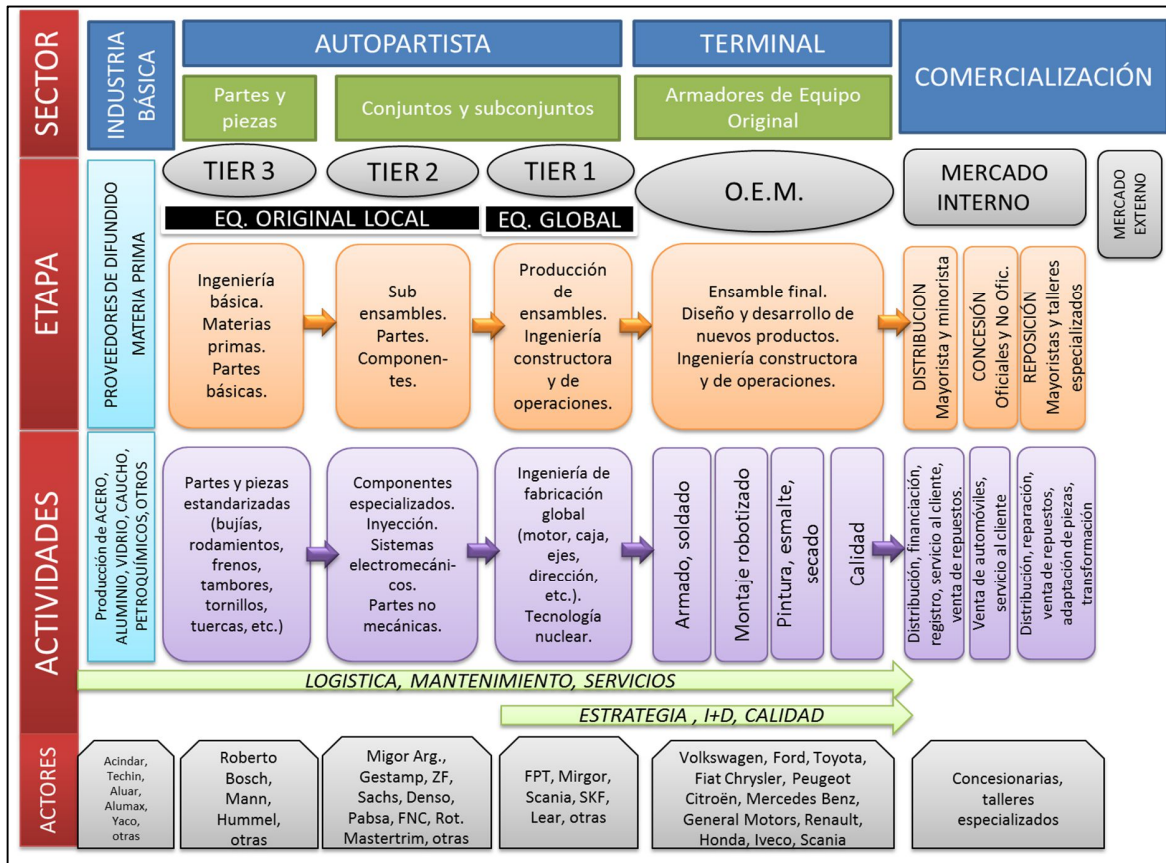 SECTOR
INDUSTRIA
BÁSICA
AUTOPARTISTA
Partes y
piezas
Conjuntos y subconjuntos
TERMINAL
Armadores de Equipo
Original
COMERCIALIZACIÓN
ETAPA
PROVEEDORES DE DIFUNDIDO
MATERIA PRIMA
TIER 3
TIER 2
TIER 1
O.E.M.
MERCADO
INTERNO
MERCADO
EXTERNO
EQ. ORIGINAL LOCAL
EQ. GLOBAL
Ingeniería
básica.
Materias
primas.
Partes
básicas.
Sub
ensambles.
Partes.
Componen-
tes.
Producción
de
ensambles.
Ingeniería
constructora
y de
operaciones.
Ensamble final.
Diseño y desarrollo de
nuevos productos.
Ingeniería constructora
y de operaciones.
DISTRIBUCION
Mayorista y minorista
CONCESIÓN
Oficiales y No Ofic.
REPOSICIÓN
Mayoristas y talleres
especializados
ACTIVIDADES
Producción de ACERO,
ALUMINIO, VIDRIO, CAUCHO,
PETROQUÍMICOS, OTROS
Partes y piezas
estandarizadas
(bujías,
rodamientos,
frenos,
tambores,
tornillos,
tuercas, etc.)
Componentes
especializados.
Inyección.
Sistemas
electromecáni-
cos.
Partes no
mecánicas.
Ingeniería de
fabricación
global
(motor, caja,
ejes,
dirección,
etc.).
Tecnología
nuclear.
Armado, soldado
Montaje robotizado
Pintura, esmalte,
secado
Calidad
Distribución, financiación,
registro, servicio al cliente,
venta de repuestos.
Venta de automóviles,
servicio al cliente
Distribución, reparación,
venta de repuestos,
adaptación de piezas,
transformación
LOGISTICA, MANTENIMIENTO, SERVICIOS
ESTRATEGIA , I+D, CALIDAD
ACTORES
Acindar,
Techin,
Aluar,
Alumax,
Yaco,
otras
Roberto
Bosch,
Mann,
Hummel,
otras
Migor Arg.,
Gestamp, ZF,
Sachs, Denso,
Pabsa, FNC, Rot.
Mastertrim, otras
FPT, Mirgor,
Scania, SKF,
Lear, otras
Volkswagen, Ford, Toyota,
Fiat Chrysler, Peugeot
Citroën, Mercedes Benz,
General Motors, Renault,
Honda, Iveco, Scania
Concesionarias,
talleres
especializados